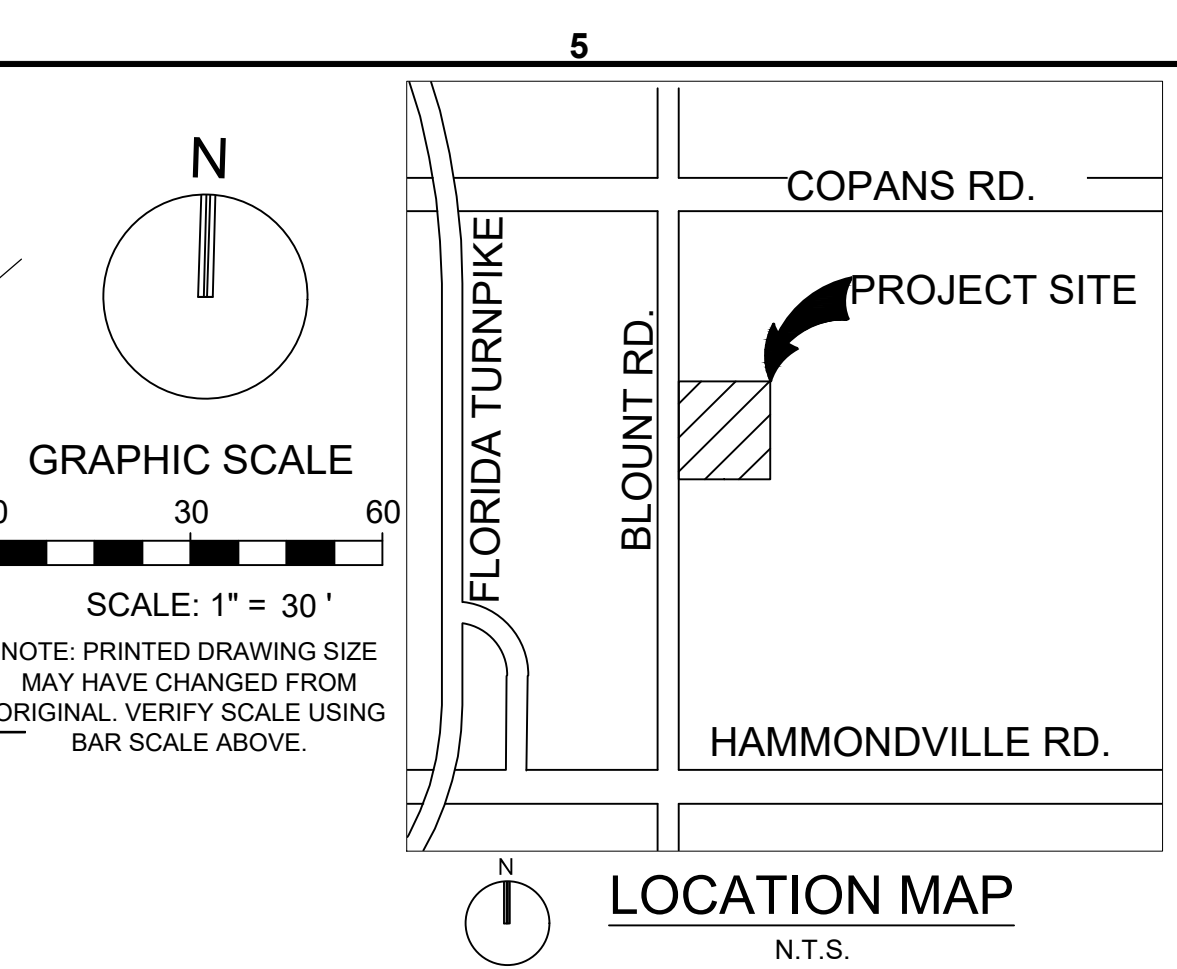 5
N
GRAPHIC SCALE
0 30 60
SCALE: 1" = 30 '
NOTE: PRINTED DRAWING SIZE
MAY HAVE CHANGED FROM
ORIGINAL. VERIFY SCALE USING
BAR SCALE ABOVE.
COPANS RD.
PROJECT SITE
FLORIDA TURNPIKE
BLOUNT RD.
HAMMONDVILLE RD.
N
LOCATION MAP
N.T.S.